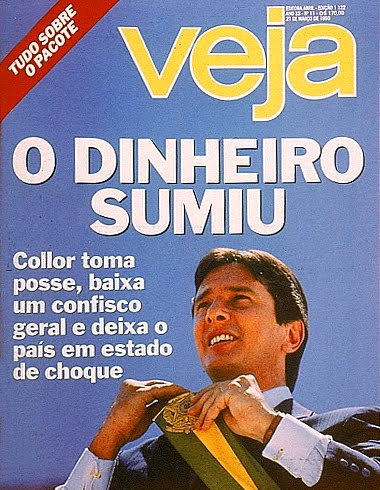 TUDO SOBRE
O PACOTE
EDITORA ABRIL - EDIÇÃO 1 122
ANO 23 - Nº 11 - Cr$ 170,00
21 DE MARÇO DE 1990
veja
O DINHEIRO
SUMIU
Collor toma
posse, baixa
um confisco
geral e deixa o
país em estado
de choque